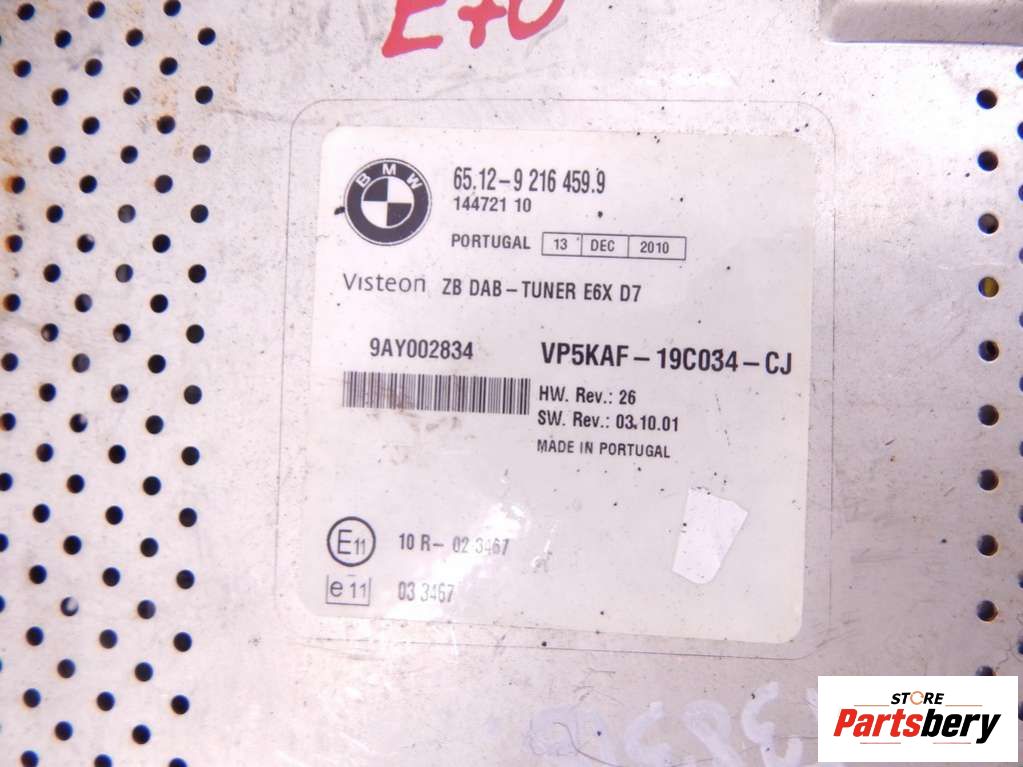 E70
BMW
65.12-9 216 459.9
144721 10
PORTUGAL 13 DEC 2010
Visteon ZB DAB-TUNER E6X D7
9AY002834 VP5KAF-19C034-CJ
HW. Rev.: 26
SW. Rev.: 03.10.01
MADE IN PORTUGAL
E11 10 R- 02 3467
e 11 03 3467
STORE
Partsbery